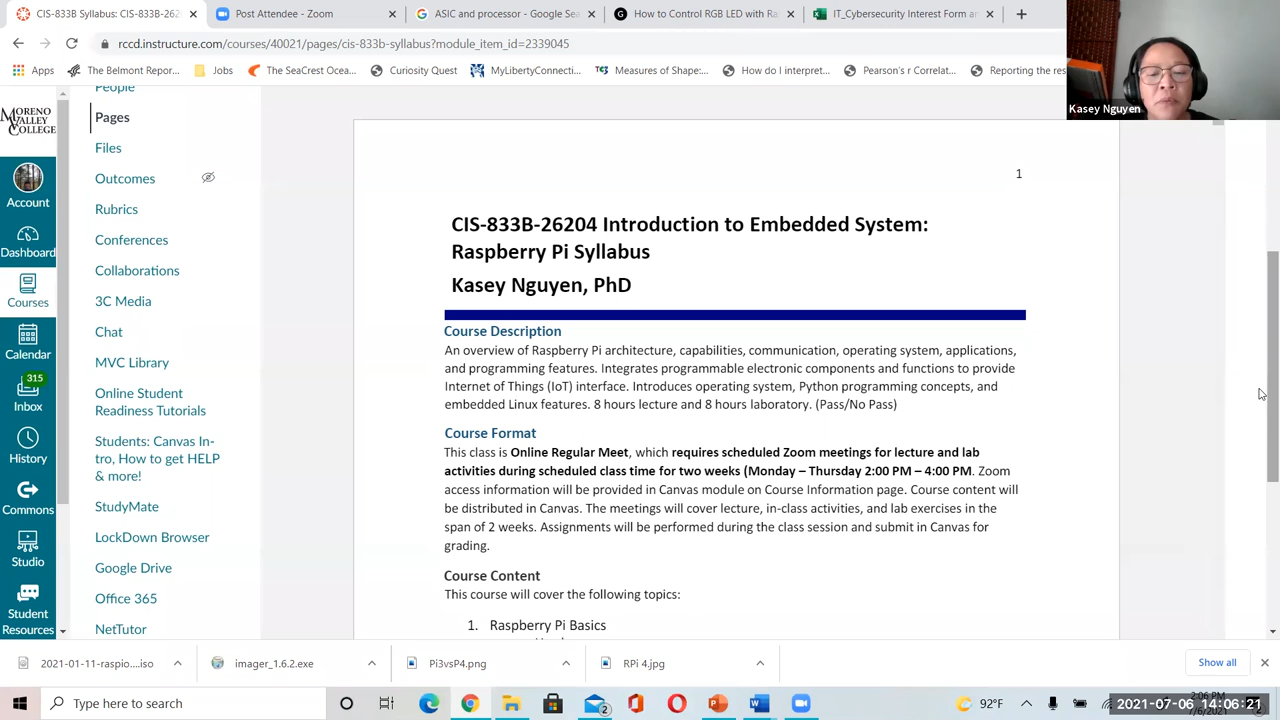 CIS-833B Syllabus: CIS-833B-262
Post Attendee - Zoom
ASIC and processor - Google Sea
How to Control RGB LED with Ra
IT_Cybersecurity Interest Form ar
rccd.instructure.com/courses/40021/pages/cis-833b-syllabus?module_item_id=2339045
Apps
The Belmont Repor...
Jobs
The SeaCrest Ocea...
Curiosity Quest
MyLibertyConnecti...
Measures of Shape:...
How do I interpret...
Pearson's r Correlat...
Reporting the res
Kasey Nguyen
MORENO
VALLEY
COLLEGE
Account
Dashboard
Courses
Calendar
315
Inbox
History
Commons
Studio
Student
Resources
People
Pages
Files
Outcomes
Rubrics
Conferences
Collaborations
3C Media
Chat
MVC Library
Online Student
Readiness Tutorials
Students: Canvas In-
tro, How to get HELP
& more!
StudyMate
LockDown Browser
Google Drive
Office 365
NetTutor
1
CIS-833B-26204 Introduction to Embedded System:
Raspberry Pi Syllabus
Kasey Nguyen, PhD
Course Description
An overview of Raspberry Pi architecture, capabilities, communication, operating system, applications,
and programming features. Integrates programmable electronic components and functions to provide
Internet of Things (IoT) interface. Introduces operating system, Python programming concepts, and
embedded Linux features. 8 hours lecture and 8 hours laboratory. (Pass/No Pass)
Course Format
This class is Online Regular Meet, which requires scheduled Zoom meetings for lecture and lab
activities during scheduled class time for two weeks (Monday – Thursday 2:00 PM – 4:00 PM. Zoom
access information will be provided in Canvas module on Course Information page. Course content will
be distributed in Canvas. The meetings will cover lecture, in-class activities, and lab exercises in the
span of 2 weeks. Assignments will be performed during the class session and submit in Canvas for
grading.
Course Content
This course will cover the following topics:
1. Raspberry Pi Basics
2021-01-11-raspio....iso
imager_1.6.2.exe
Pi3vsP4.png
RPi 4.jpg
Show all
Type here to search
2
92°F
2:06 PM
2021-07-06 14:06:21